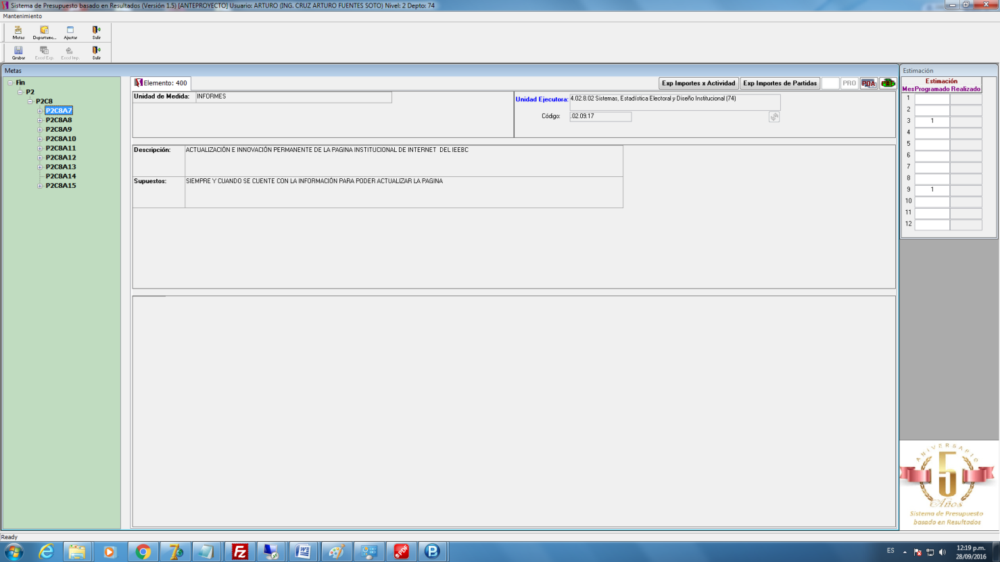 Sistema de Presupuesto basado en Resultados (Versión 1.5) [ANTEPROYECTO] Usuario: ARTURO (ING. CRUZ ARTURO FUENTES SOTO) Nivel: 2 Depto: 74
Mantenimiento
Metas Departame... Ajustar Salir
Grabar Excel Exp. Excel Imp. Salir
Metas
Fin
P2
P2C8
P2C8A7
P2C8A8
P2C8A9
P2C8A10
P2C8A11
P2C8A12
P2C8A13
P2C8A14
P2C8A15
Elemento: 400
Exp Importes x Actividad Exp Importes de Partidas PRO POA
Unidad de Medida: INFORMES
Unidad Ejecutora: 4.02.8.02 Sistemas, Estadística Electoral y Diseño Institucional (74)
Código: .02.09.17
Descripción: ACTUALIZACIÓN E INNOVACIÓN PERMANENTE DE LA PAGINA INSTITUCIONAL DE INTERNET DEL IEEBC
Supuestos: SIEMPRE Y CUANDO SE CUENTE CON LA INFORMACIÓN PARA PODER ACTUALIZAR LA PAGINA
Estimación
Estimación
Mes Programado Realizado
1
2
3 1
4
5
6
7
8
9 1
10
11
12
ANIVERSARIO
5
Años
Sistema de Presupuesto
basado en Resultados
Ready
ES
12:19 p.m.
28/09/2016